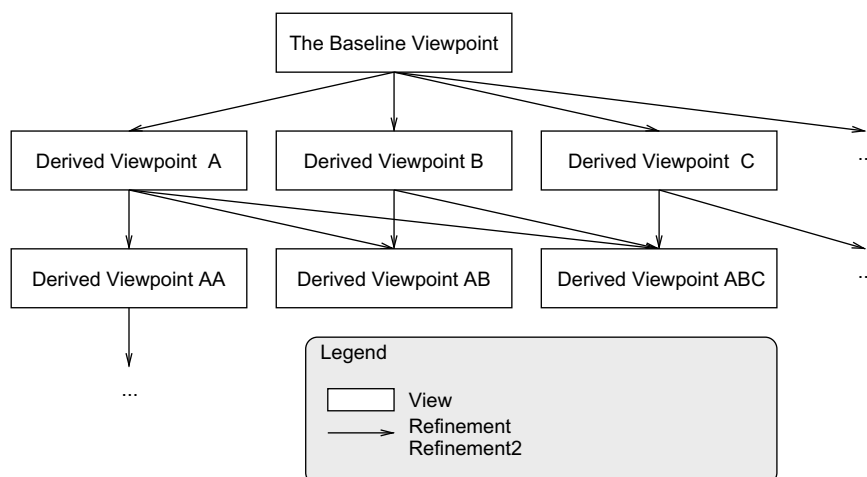 The Baseline Viewpoint
Derived Viewpoint A
Derived Viewpoint B
Derived Viewpoint C
...
Derived Viewpoint AA
Derived Viewpoint AB
Derived Viewpoint ABC
...
...
Legend
View
Refinement
Refinement2